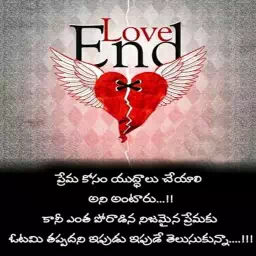 Love
End
ప్రేమ కోసం యుద్ధాలు చేయాలి
అని అంటారు...!!
కానీ ఎంత పోరాడిన నిజమైన ప్రేమకు
ఓటమి తప్పదని ఇపుడు ఇపుడే తెలుసుకున్నా....!!!